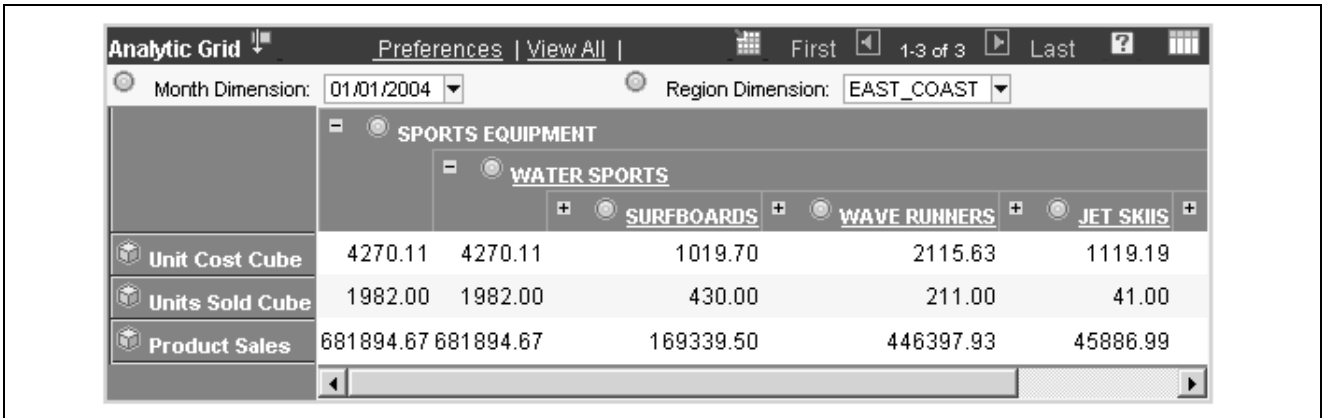 Analytic Grid Preferences | View All | First 1-3 of 3 Last ?
Month Dimension: 01/01/2004 Region Dimension: EAST_COAST
SPORTS EQUIPMENT
WATER SPORTS
SURFBOARDS WAVE RUNNERS JET SKIIS
Unit Cost Cube 4270.11 4270.11 1019.70 2115.63 1119.19
Units Sold Cube 1982.00 1982.00 430.00 211.00 41.00
Product Sales 681894.67 681894.67 169339.50 446397.93 45886.99